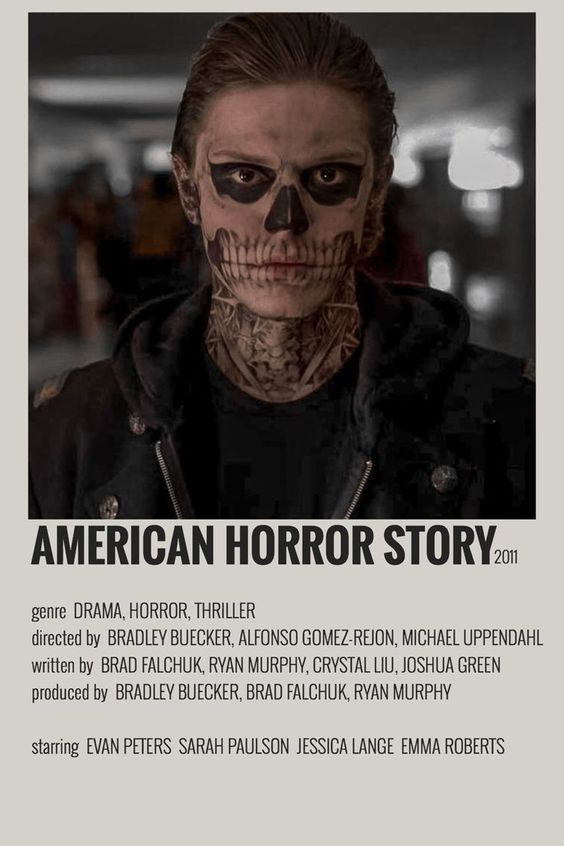 AMERICAN HORROR STORY 2011
genre DRAMA, HORROR, THRILLER
directed by BRADLEY BUECKER, ALFONSO GOMEZ-REJON, MICHAEL UPPENDAHL
written by BRAD FALCHUK, RYAN MURPHY, CRYSTAL LIU, JOSHUA GREEN
produced by BRADLEY BUECKER, BRAD FALCHUK, RYAN MURPHY
starring EVAN PETERS SARAH PAULSON JESSICA LANGE EMMA ROBERTS